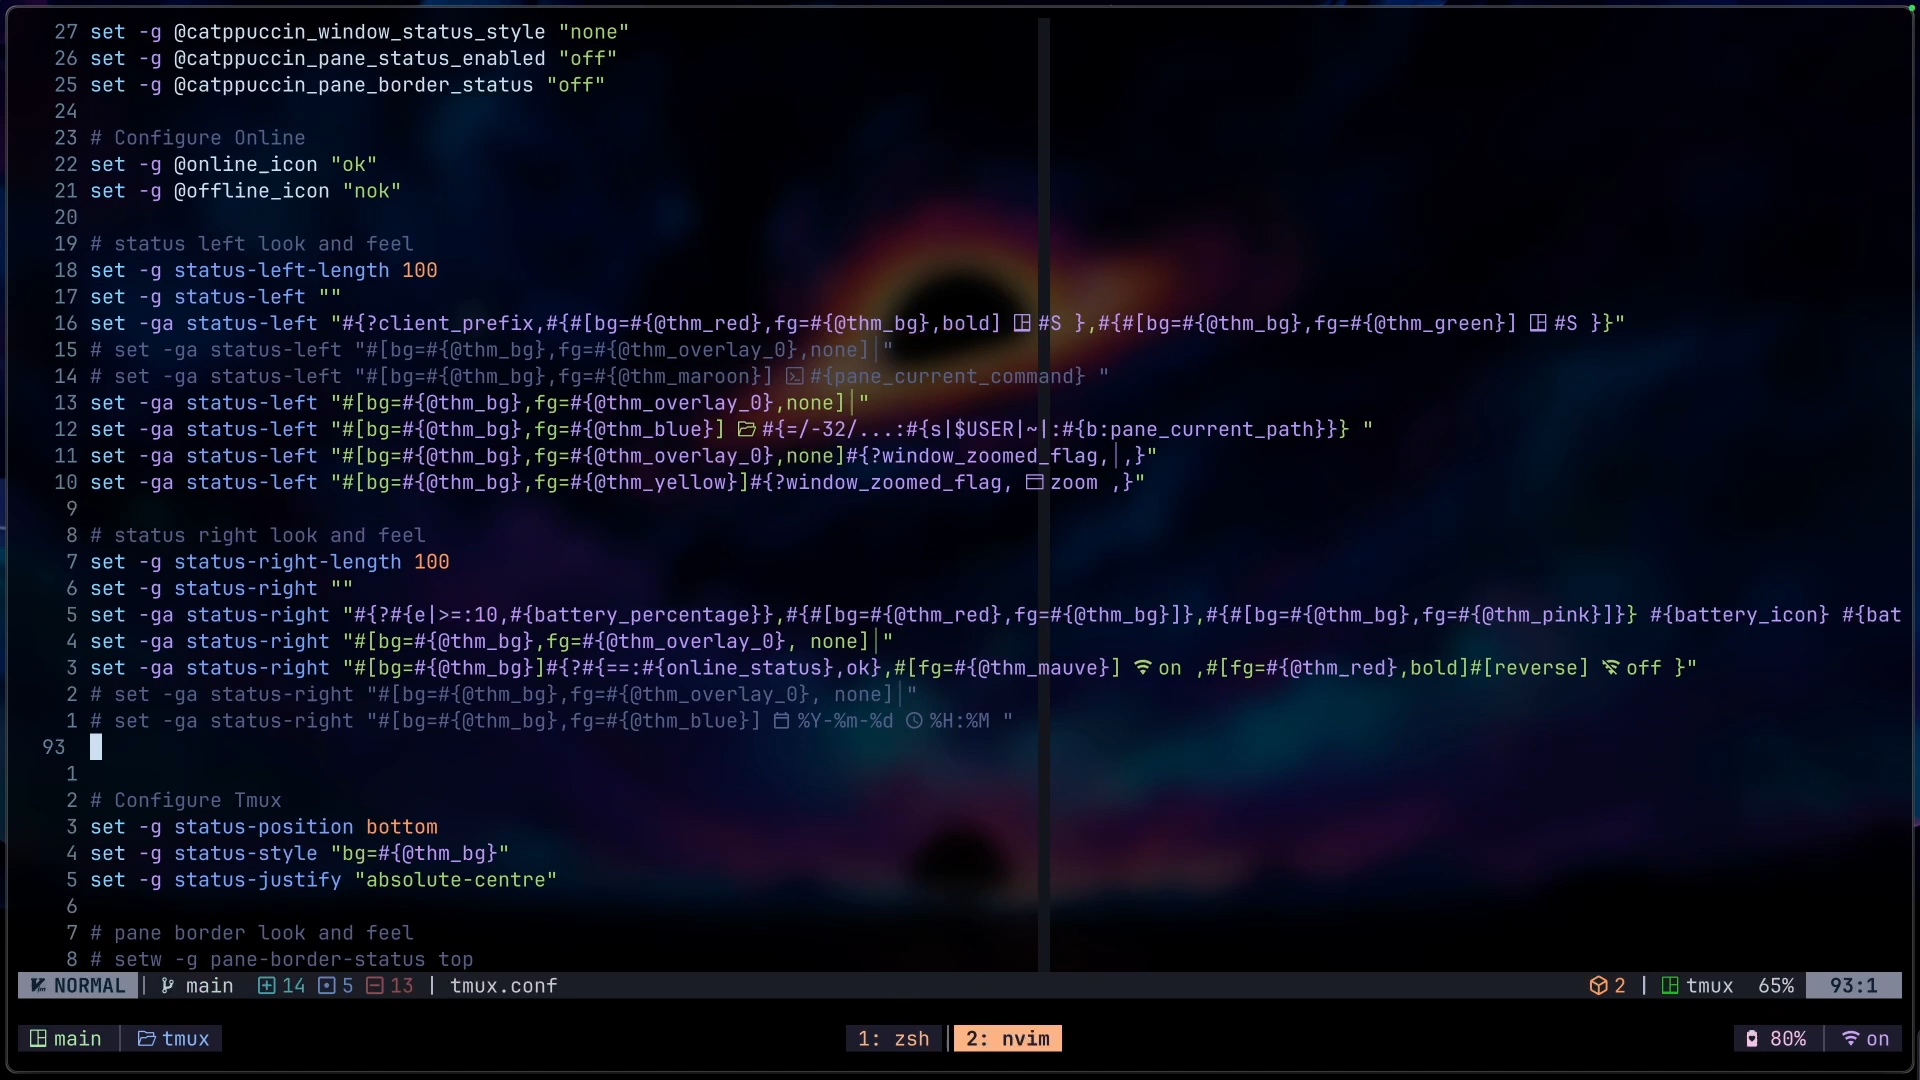 27 set -g @catppuccin_window_status_style "none"
26 set -g @catppuccin_pane_status_enabled "off"
25 set -g @catppuccin_pane_border_status "off"
24
23 # Configure Online
22 set -g @online_icon "ok"
21 set -g @offline_icon "nok"
20
19 # status left look and feel
18 set -g status-left-length 100
17 set -g status-left ""
16 set -ga status-left "#{?client_prefix,#{#[bg=#{@thm_red},fg=#{@thm_bg},bold] #S },#{#[bg=#{@thm_bg},fg=#{@thm_green}] #S }}"
15 # set -ga status-left "#[bg=#{@thm_bg},fg=#{@thm_overlay_0},none]│"
14 # set -ga status-left "#[bg=#{@thm_bg},fg=#{@thm_maroon}] #{pane_current_command} "
13 set -ga status-left "#[bg=#{@thm_bg},fg=#{@thm_overlay_0},none]│"
12 set -ga status-left "#[bg=#{@thm_bg},fg=#{@thm_blue}] #{=/-32/...:#{s|$USER|~|:#{b:pane_current_path}}} "
11 set -ga status-left "#[bg=#{@thm_bg},fg=#{@thm_overlay_0},none]#{?window_zoomed_flag,│,}"
10 set -ga status-left "#[bg=#{@thm_bg},fg=#{@thm_yellow}]#{?window_zoomed_flag, zoom ,}"
9
8 # status right look and feel
7 set -g status-right-length 100
6 set -g status-right ""
5 set -ga status-right "#{?#{e|>=:10,#{battery_percentage}},#{#[bg=#{@thm_red},fg=#{@thm_bg}]},#{#[bg=#{@thm_bg},fg=#{@thm_pink}]}} #{battery_icon} #{bat
4 set -ga status-right "#[bg=#{@thm_bg},fg=#{@thm_overlay_0}, none]│"
3 set -ga status-right "#[bg=#{@thm_bg}]#{?#{==:#{online_status},ok},#[fg=#{@thm_mauve}] on ,#[fg=#{@thm_red},bold]#[reverse] off }"
2 # set -ga status-right "#[bg=#{@thm_bg},fg=#{@thm_overlay_0}, none]│"
1 # set -ga status-right "#[bg=#{@thm_bg},fg=#{@thm_blue}] %Y-%m-%d %H:%M "
93
1
2 # Configure Tmux
3 set -g status-position bottom
4 set -g status-style "bg=#{@thm_bg}"
5 set -g status-justify "absolute-centre"
6
7 # pane border look and feel
8 # setw -g pane-border-status top
NORMAL | main 14 5 13 | tmux.conf 2 | tmux 65% 93:1
main │ tmux 1: zsh │ 2: nvim 80% │ on